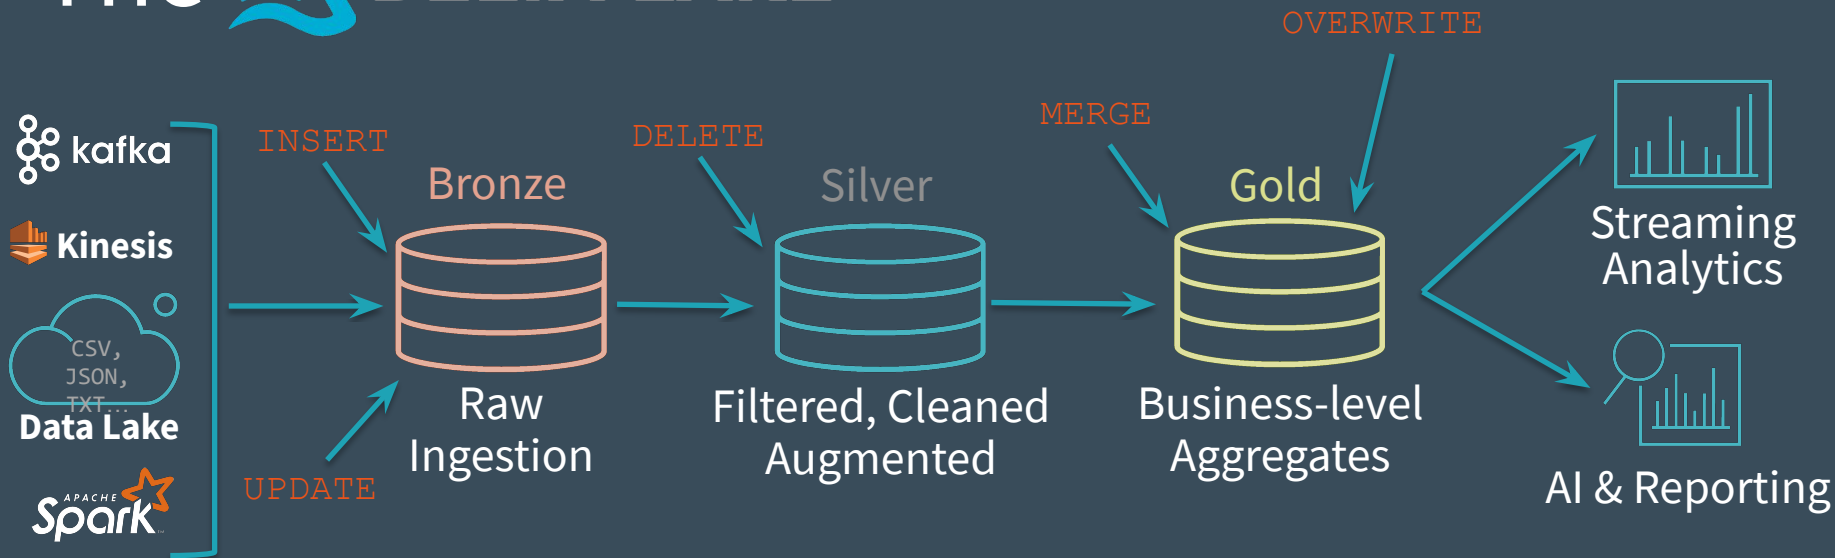 OVERWRITE
kafka
INSERT
DELETE
MERGE
Bronze
Silver
Gold
Kinesis
CSV,
JSON,
TXT...
Data Lake
APACHE
Spark
UPDATE
Raw
Ingestion
Filtered, Cleaned
Augmented
Business-level
Aggregates
Streaming
Analytics
AI & Reporting